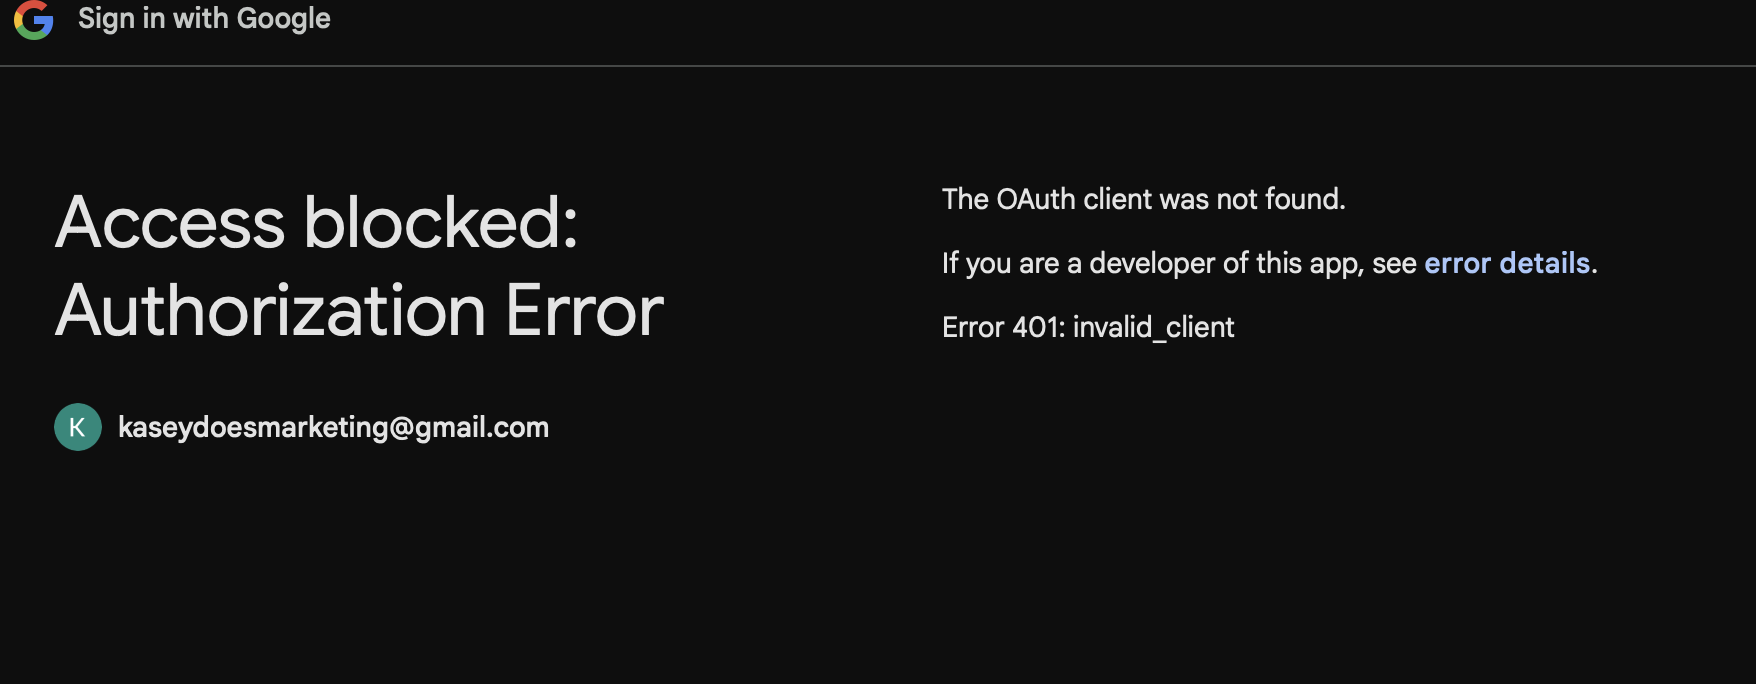 Sign in with Google
Access blocked:
Authorization Error
K kaseydoesmarketing@gmail.com
The OAuth client was not found.
If you are a developer of this app, see error details.
Error 401: invalid_client